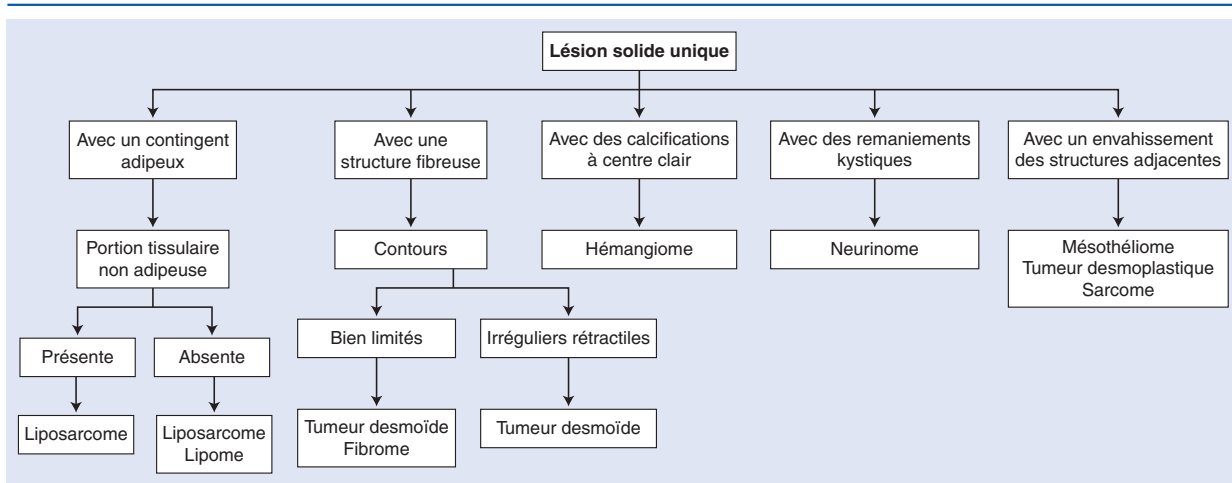 Lésion solide unique
Avec un contingent
adipeux
Avec une
structure fibreuse
Avec des calcifications
à centre clair
Avec des remaniements
kystiques
Avec un envahissement
des structures adjacentes
Portion tissulaire
non adipeuse
Contours
Hémangiome
Neurinome
Mésothéliome
Tumeur desmoplastique
Sarcome
Présente
Absente
Bien limités
Irréguliers rétractiles
Liposarcome
Liposarcome
Lipome
Tumeur desmoïde
Fibrome
Tumeur desmoïde